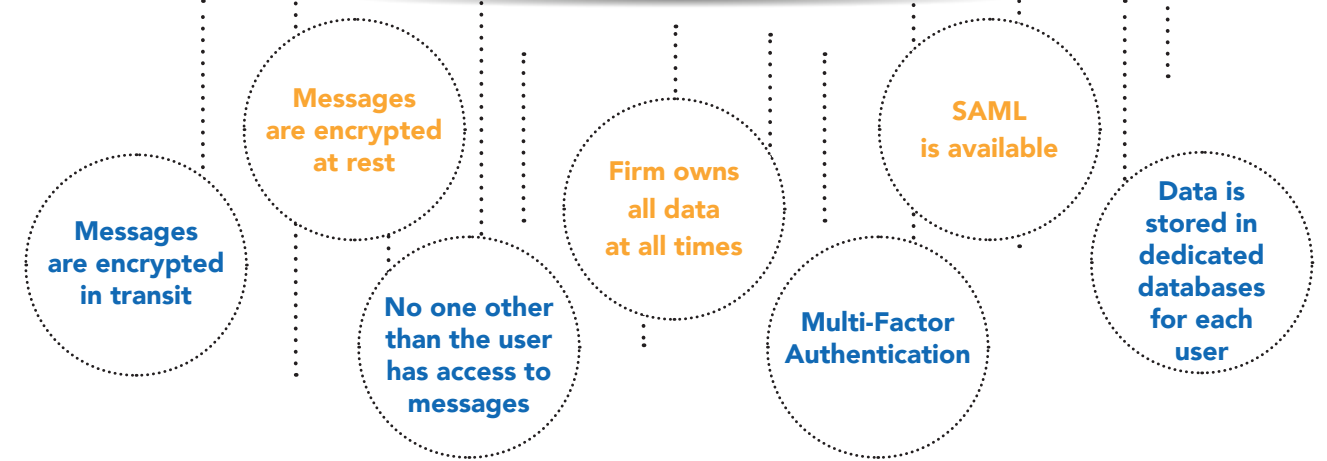 Messages
are encrypted
in transit
Messages
are encrypted
at rest
No one other
than the user
has access to
messages
Firm owns
all data
at all times
Multi-Factor
Authentication
SAML
is available
Data is
stored in
dedicated
databases
for each
user